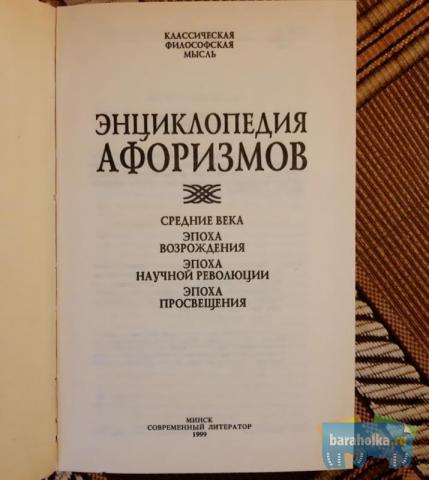 КЛАССИЧЕСКАЯ
ФИЛОСОФСКАЯ
МЫСЛЬ
ЭНЦИКЛОПЕДИЯ
АФОРИЗМОВ
СРЕДНИЕ ВЕКА
ЭПОХА
ВОЗРОЖДЕНИЯ
ЭПОХА
НАУЧНОЙ РЕВОЛЮЦИИ
ЭПОХА
ПРОСВЕЩЕНИЯ
МИНСК
СОВРЕМЕННЫЙ ЛИТЕРАТОР
1999
baraholka